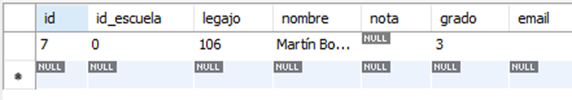 id id_escuela legajo nombre nota grado email
7 0 106 Martín Bo... NULL 3
* NULL NULL NULL NULL NULL NULL NULL